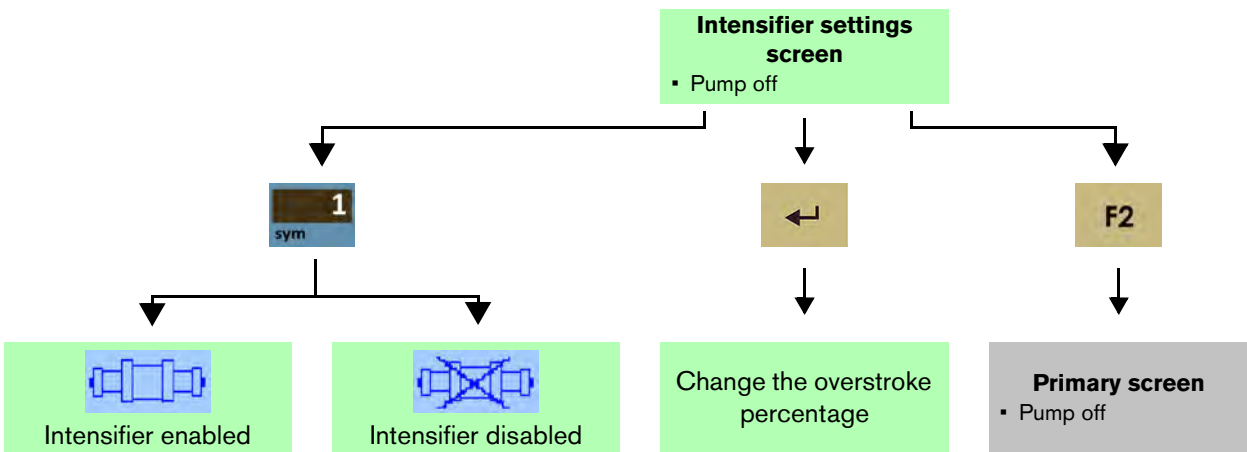 Intensifier settings
screen
▪ Pump off
1
sym
F2
Intensifier enabled
Intensifier disabled
Change the overstroke
percentage
Primary screen
▪ Pump off